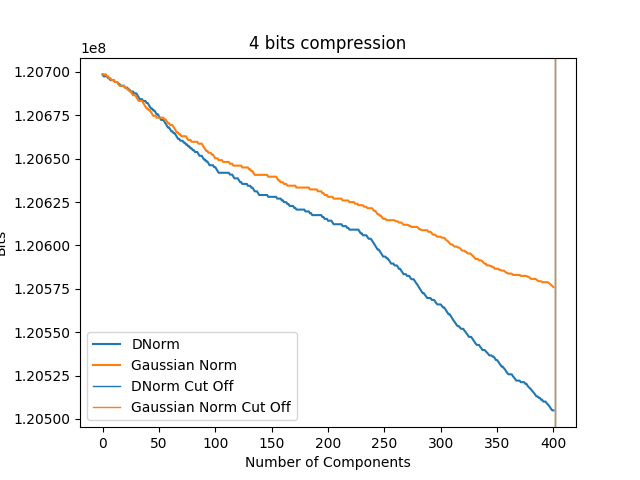 4 bits compression
1e8
1.20700
1.20675
1.20650
1.20625
1.20600
1.20575
1.20550
1.20525
1.20500
Bits
DNorm
Gaussian Norm
DNorm Cut Off
Gaussian Norm Cut Off
0 50 100 150 200 250 300 350 400
Number of Components